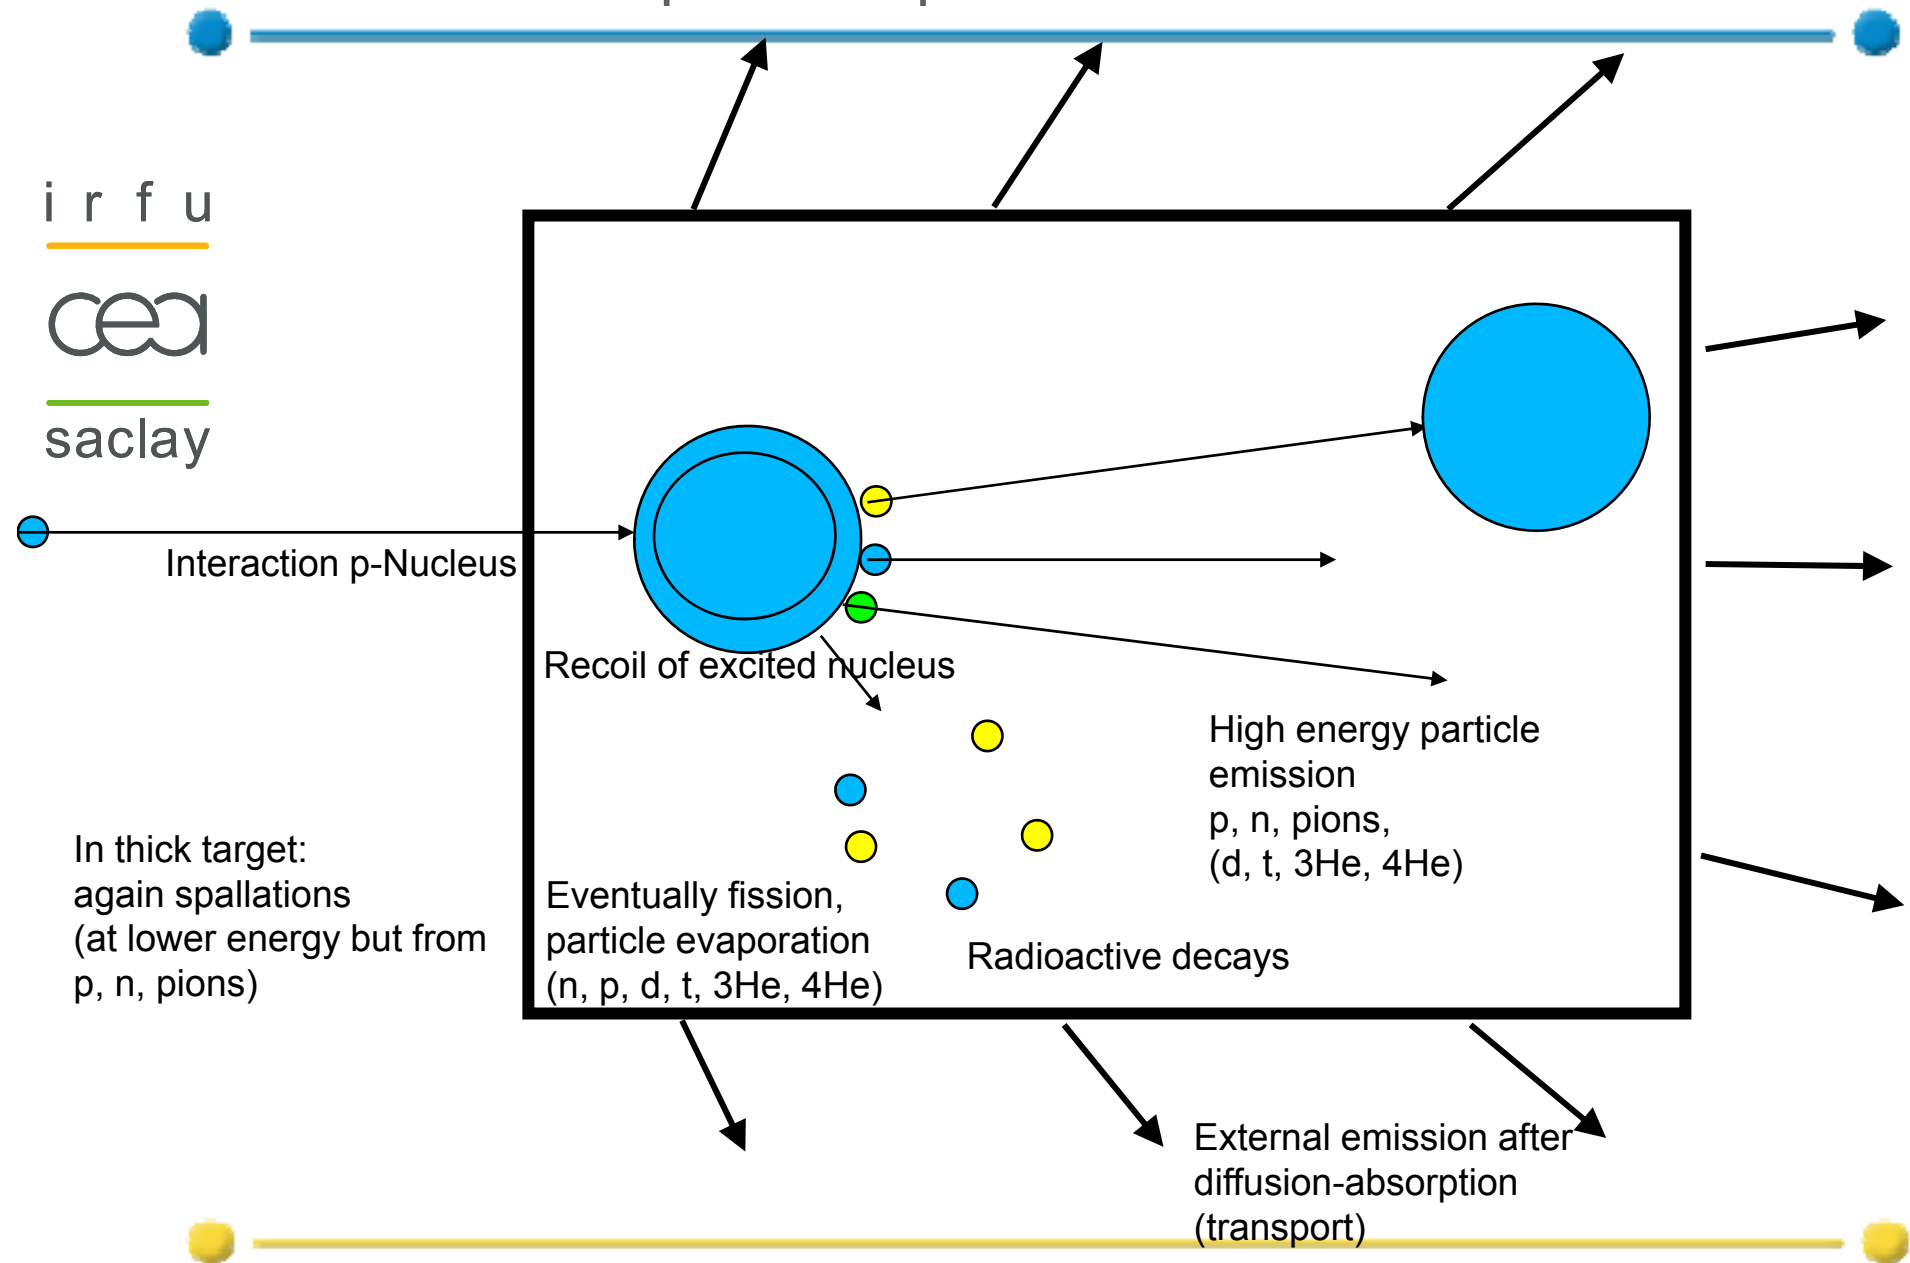 irfu
cea
saclay
Interaction p-Nucleus
Recoil of excited nucleus
High energy particle
emission
p, n, pions,
(d, t, 3He, 4He)
In thick target:
again spallations
(at lower energy but from
p, n, pions)
Eventually fission,
particle evaporation
(n, p, d, t, 3He, 4He)
Radioactive decays
External emission after
diffusion-absorption
(transport)